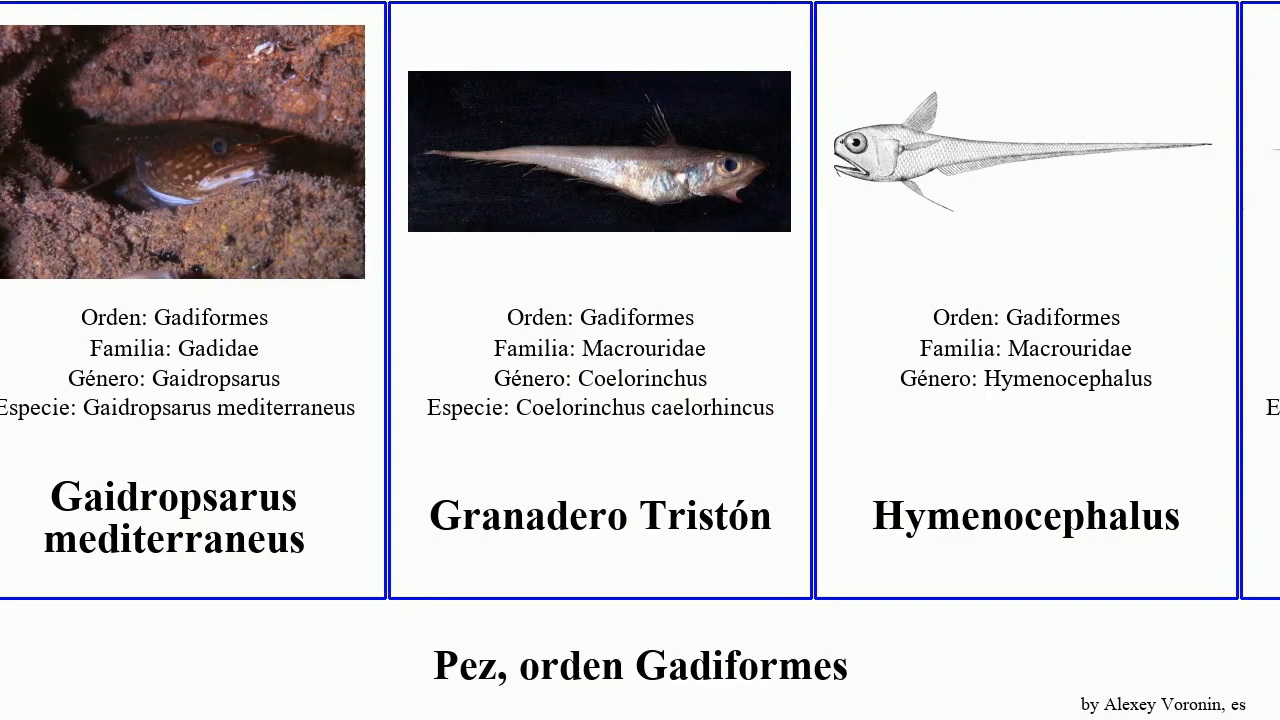 Orden: Gadiformes
Familia: Gadidae
Género: Gaidropsarus
Especie: Gaidropsarus mediterraneus
Gaidropsarus
mediterraneus
Orden: Gadiformes
Familia: Macrouridae
Género: Coelorinchus
Especie: Coelorinchus caelorhincus
Granadero Tristón
Orden: Gadiformes
Familia: Macrouridae
Género: Hymenocephalus
Hymenocephalus
E
Pez, orden Gadiformes
by Alexey Voronin, es